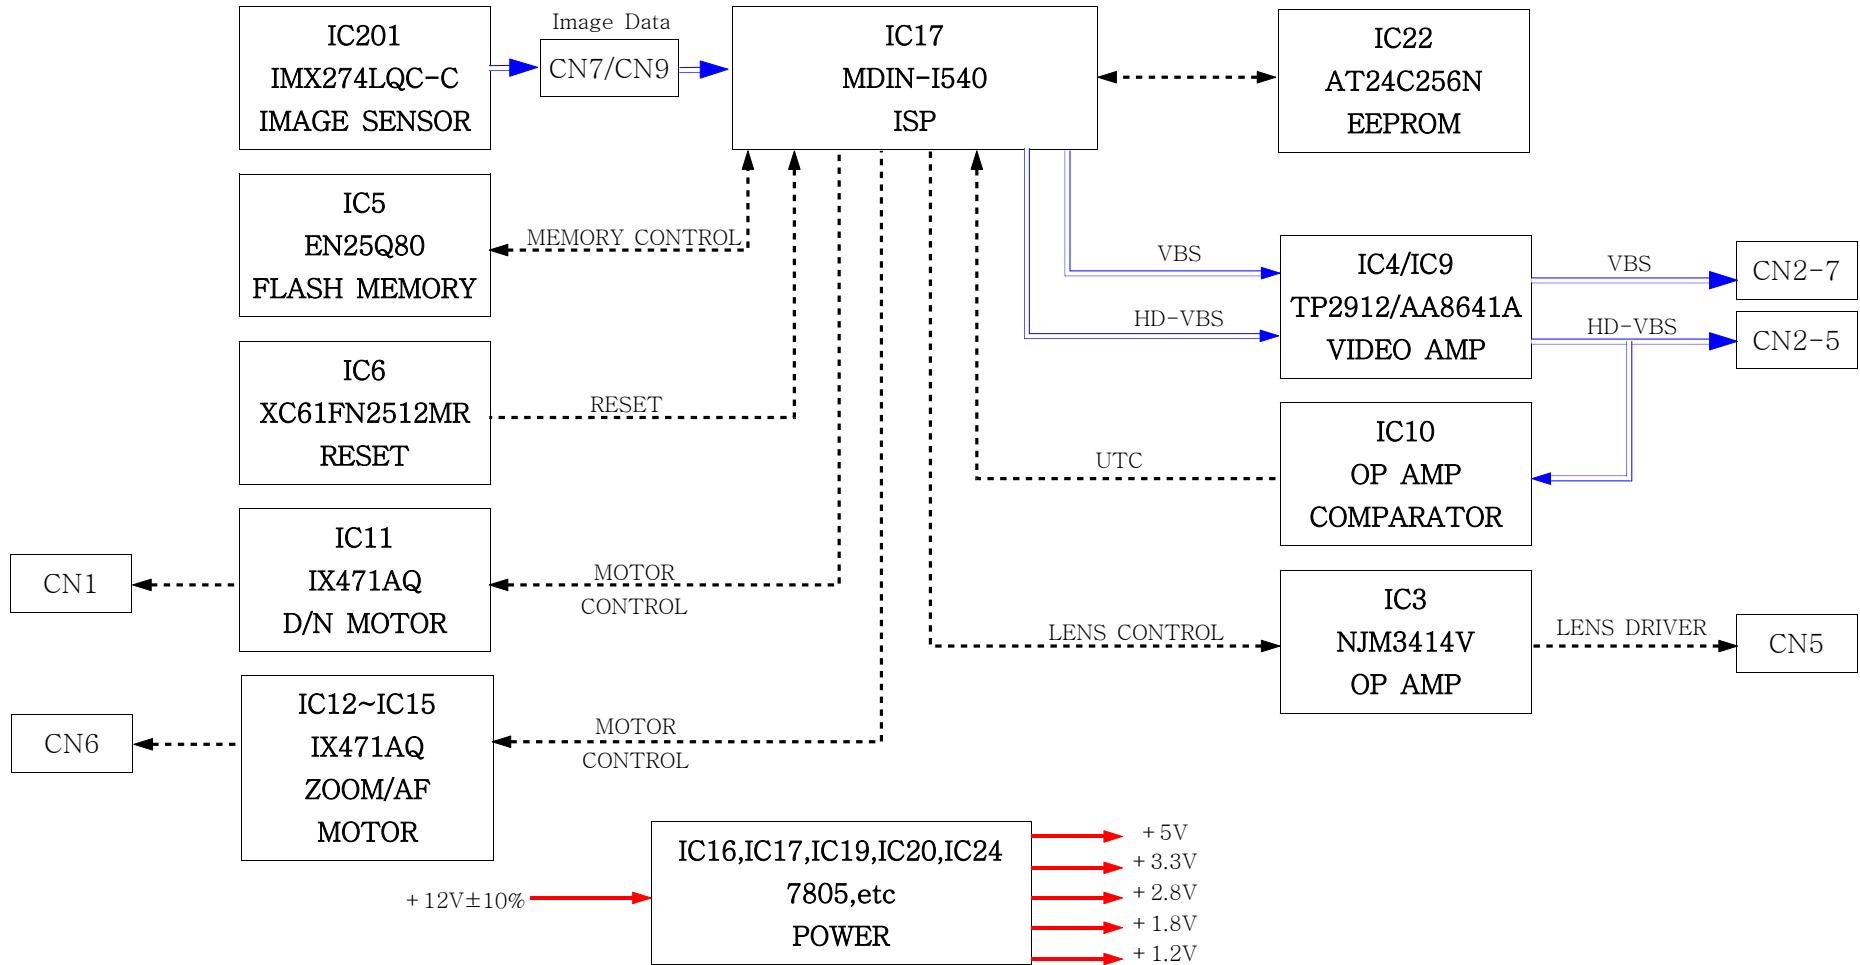 IC201
IMX274LQC-C
IMAGE SENSOR
Image Data
CN7/CN9
IC17
MDIN-I540
ISP
IC22
AT24C256N
EEPROM
IC5
EN25Q80
FLASH MEMORY
MEMORY CONTROL
VBS
HD-VBS
IC4/IC9
TP2912/AA8641A
VIDEO AMP
VBS
HD-VBS
CN2-7
CN2-5
IC6
XC61FN2512MR
RESET
RESET
UTC
IC10
OP AMP
COMPARATOR
CN1
IC11
IX471AQ
D/N MOTOR
MOTOR
CONTROL
LENS CONTROL
IC3
NJM3414V
OP AMP
LENS DRIVER
CN5
CN6
IC12~IC15
IX471AQ
ZOOM/AF
MOTOR
MOTOR
CONTROL
+12V±10%
IC16,IC17,IC19,IC20,IC24
7805,etc
POWER
+5V
+3.3V
+2.8V
+1.8V
+1.2V